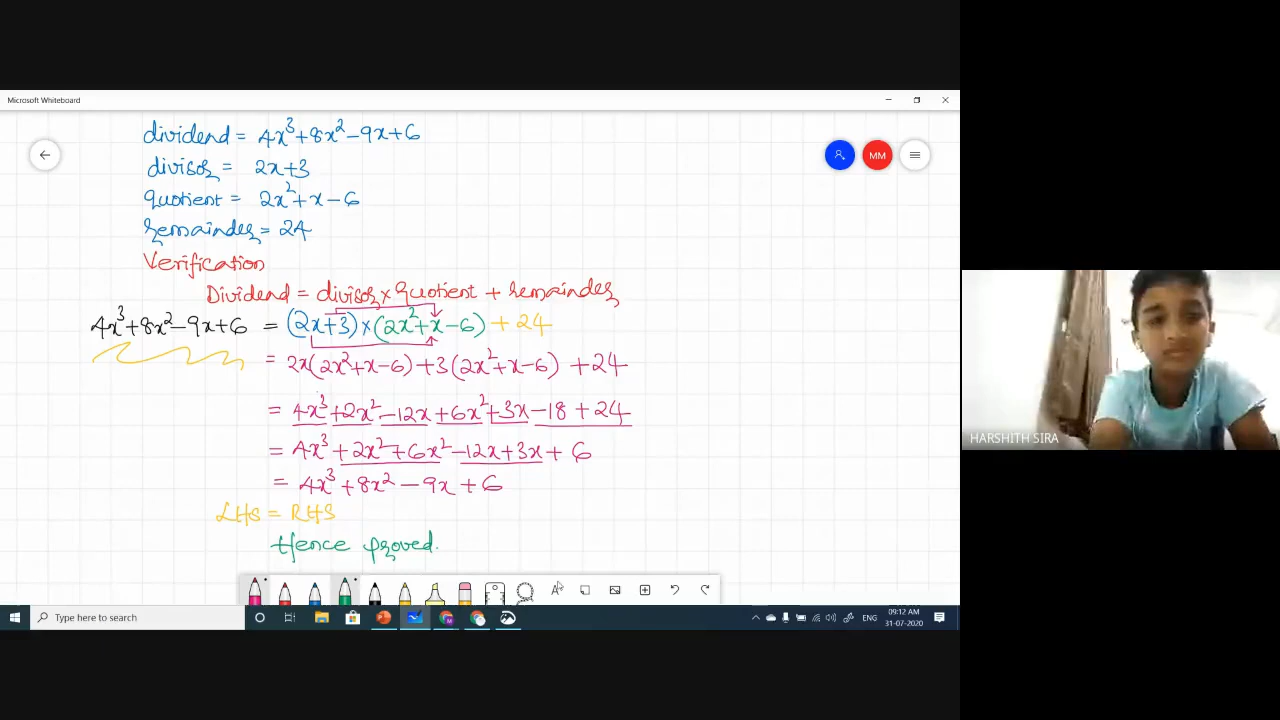 Microsoft Whiteboard
dividend = 4x³+8x²-9x+6
divisor = 2x+3
quotient = 2x²+x-6
remainder = 24
Verification
Dividend = divisor x quotient + remainder
4x³+8x²-9x+6 = (2x+3)x(2x²+x-6) + 24
= 2x(2x²+x-6)+3(2x²+x-6) +24
= 4x³+2x²-12x+6x²+3x-18+24
= 4x³+2x²+6x²-12x+3x+6
= 4x³+8x²-9x+6
LHS = RHS
Hence proved.
MM
HARSHITH SIRA
Type here to search
ENG
09:12 AM
31-07-2020